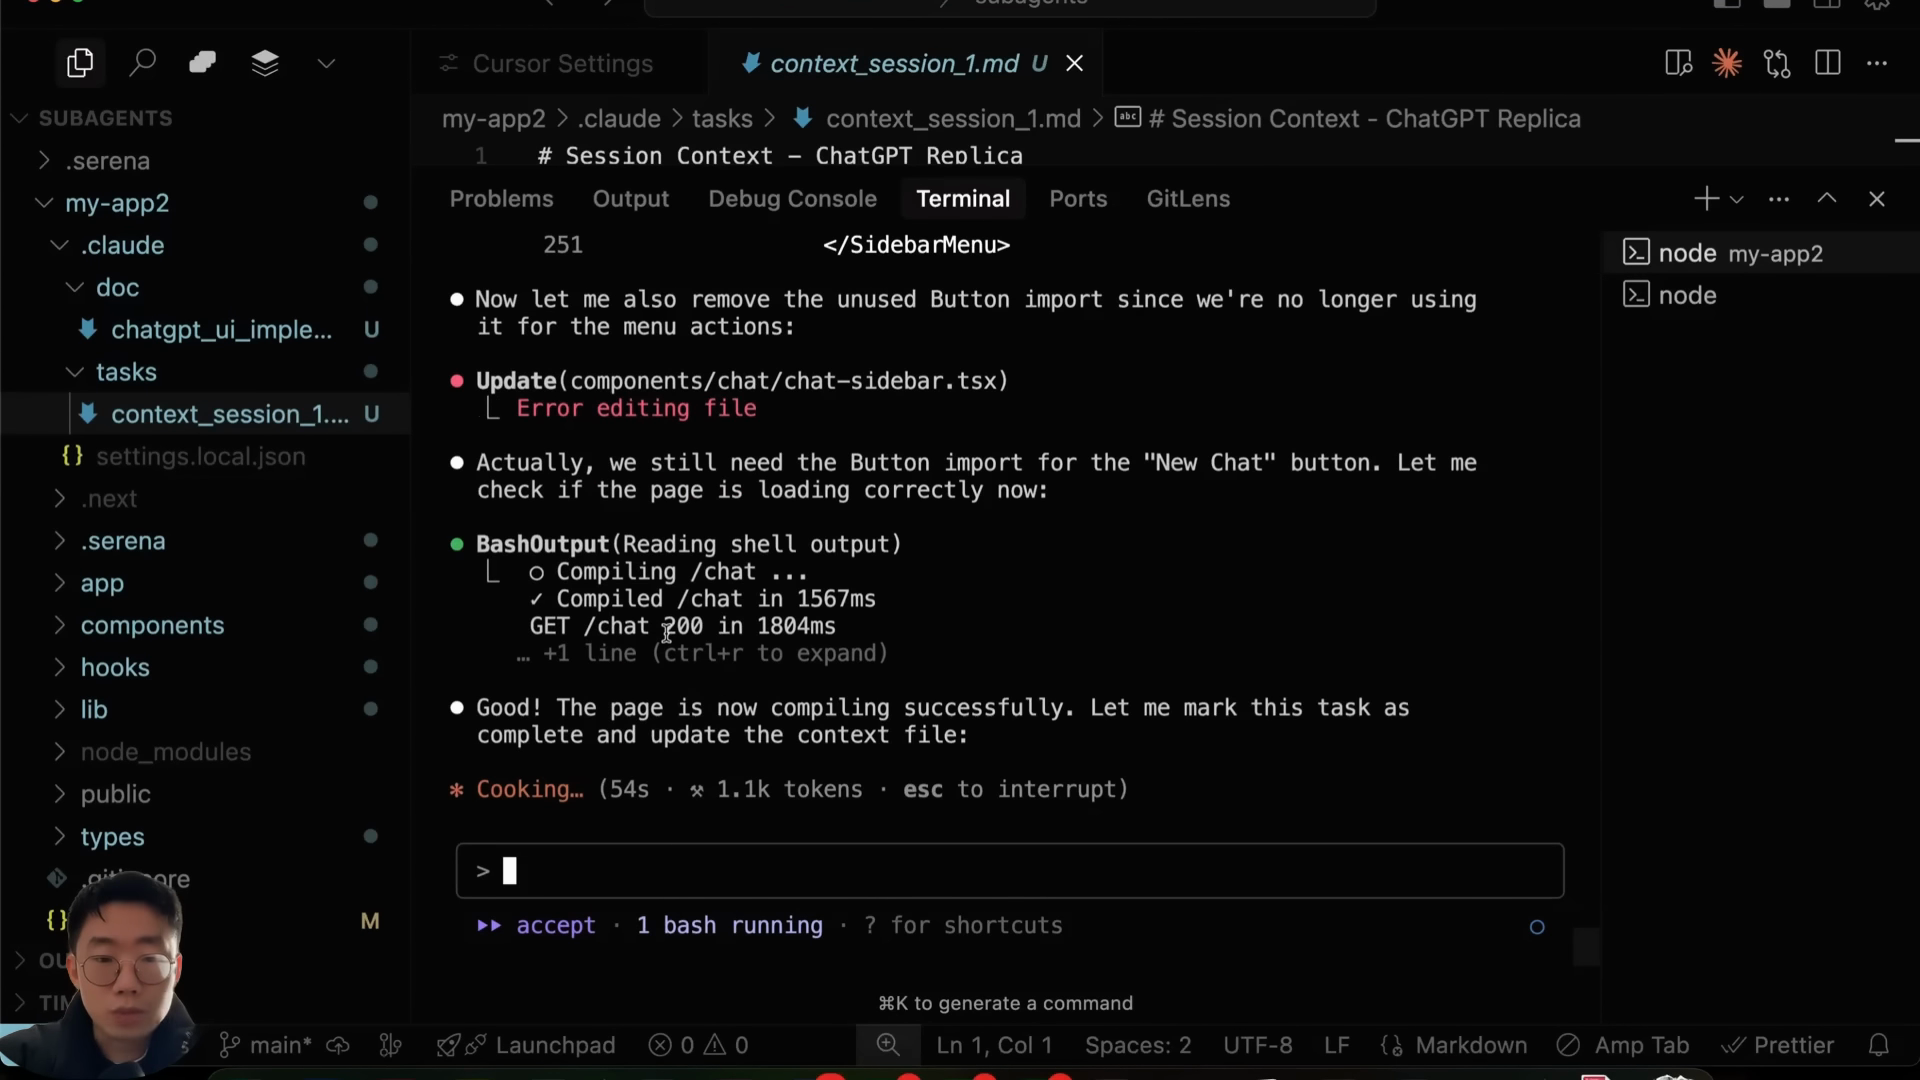 subagents
Cursor Settings
context_session_1.md U
SUBAGENTS
my-app2 > .claude > tasks > context_session_1.md > # Session Context - ChatGPT Replica
.serena
1 # Session Context – ChatGPT Replica
my-app2
Problems Output Debug Console Terminal Ports GitLens
.claude
251 </SidebarMenu>
node my-app2
doc
node
Now let me also remove the unused Button import since we're no longer using
it for the menu actions:
chatgpt_ui_imple... U
tasks
Update(components/chat/chat-sidebar.tsx)
context_session_1.... U
Error editing file
settings.local.json
Actually, we still need the Button import for the "New Chat" button. Let me
check if the page is loading correctly now:
.next
.serena
BashOutput(Reading shell output)
app
Compiling /chat ...
✓ Compiled /chat in 1567ms
components
GET /chat 200 in 1804ms
… +1 line (ctrl+r to expand)
hooks
lib
Good! The page is now compiling successfully. Let me mark this task as
complete and update the context file:
node_modules
public
* Cooking… (54s · ⚒ 1.1k tokens · esc to interrupt)
types
>
M
accept · 1 bash running · ? for shortcuts
⌘K to generate a command
main* Launchpad 0 0 Ln 1, Col 1 Spaces: 2 UTF-8 LF {} Markdown Amp Tab Prettier